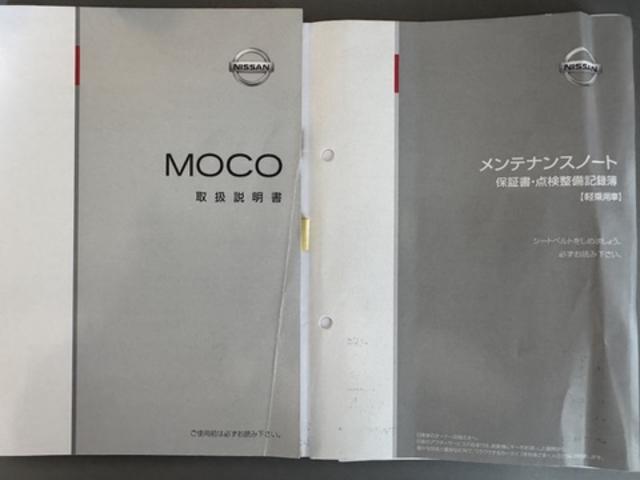 NISSAN
MOCO
取扱説明書
ご使用前は必ずお読み下さい。
NISSAN
メンテナンスノート
保証書・点検整備記録簿
【軽乗用車】
シートベルトをしめましょう。
必ずお読み下さい。